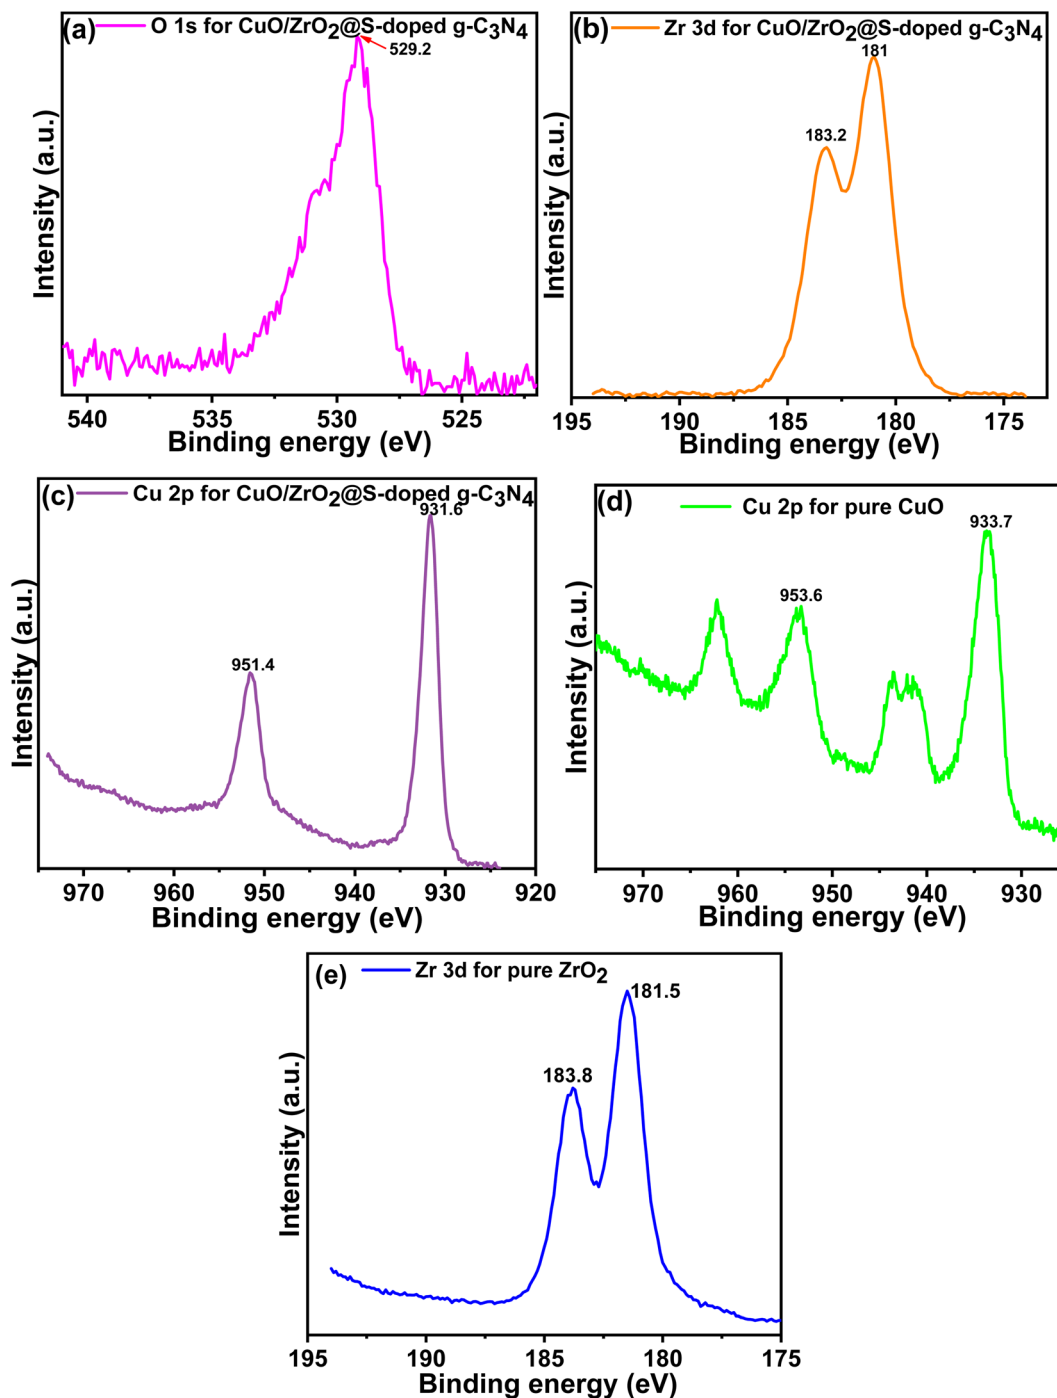 (a) O 1s for CuO/ZrO₂@S-doped g-C₃N₄
529.2
Intensity (a.u.)
540 535 530 525
Binding energy (eV)
(b) Zr 3d for CuO/ZrO₂@S-doped g-C₃N₄
181
183.2
Intensity (a.u.)
195 190 185 180 175
Binding energy (eV)
(c) Cu 2p for CuO/ZrO₂@S-doped g-C₃N₄
931.6
951.4
Intensity (a.u.)
970 960 950 940 930 920
Binding energy (eV)
(d) Cu 2p for pure CuO
933.7
953.6
Intensity (a.u.)
970 960 950 940 930
Binding energy (eV)
(e) Zr 3d for pure ZrO₂
181.5
183.8
Intensity (a.u.)
195 190 185 180 175
Binding energy (eV)